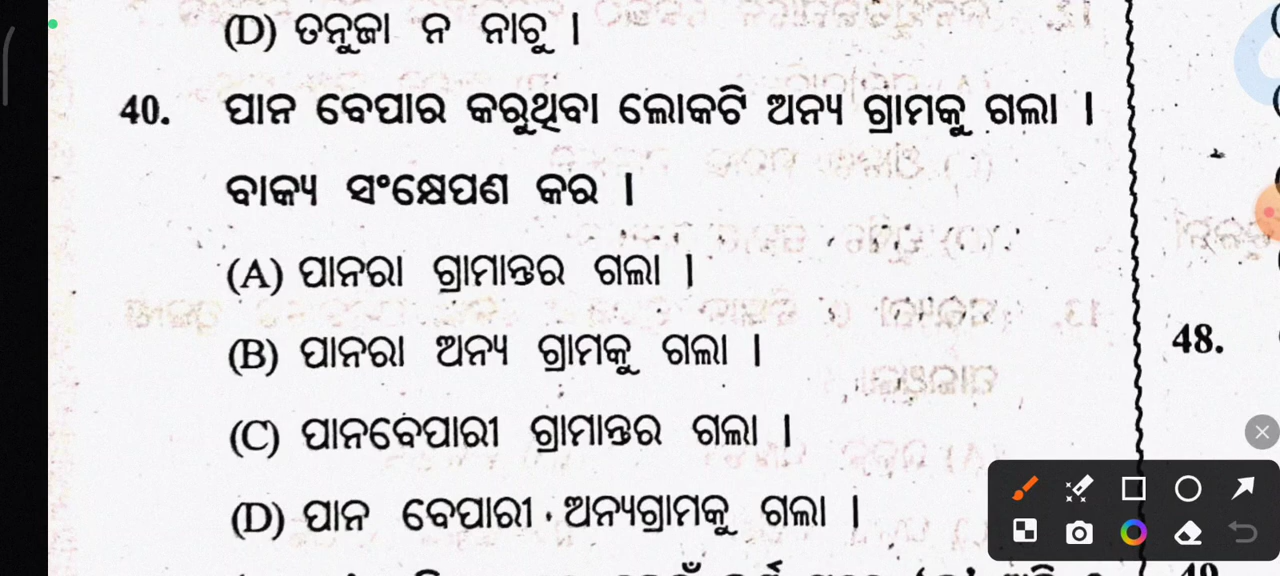 (D) ତନୁଜା ନ ନାଚୁ ।
40. ପାନ ବେପାର କରୁଥିବା ଲୋକଟି ଅନ୍ୟ ଗ୍ରାମକୁ ଗଲା ।
ବାକ୍ୟ ସଂକ୍ଷେପଣ କର ।
(A) ପାନରା ଗ୍ରାମାନ୍ତର ଗଲା ।
(B) ପାନରା ଅନ୍ୟ ଗ୍ରାମକୁ ଗଲା ।
(C) ପାନବେପାରୀ ଗ୍ରାମାନ୍ତର ଗଲା ।
(D) ପାନ ବେପାରୀ ଅନ୍ୟଗ୍ରାମକୁ ଗଲା ।
48.